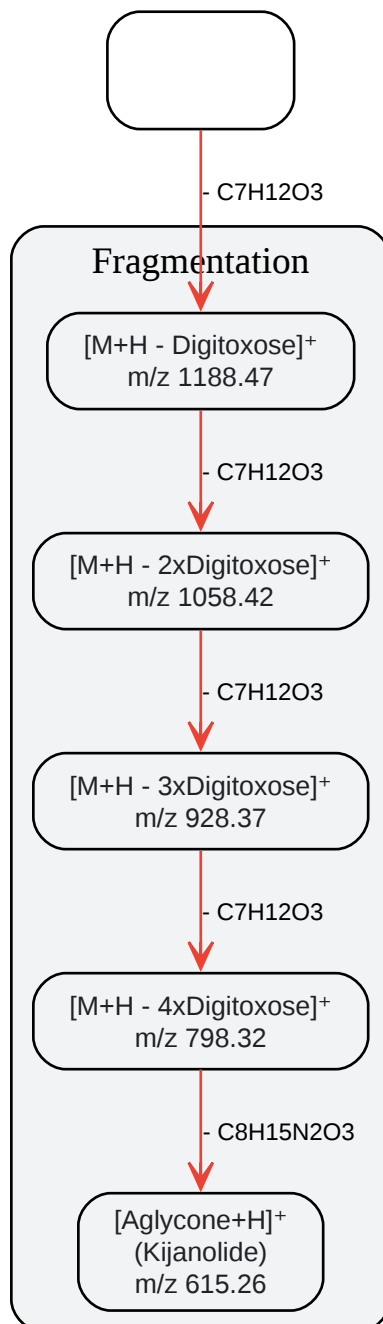 - C7H12O3
Fragmentation
[M+H - Digitoxose]⁺
m/z 1188.47
- C7H12O3
[M+H - 2xDigitoxose]⁺
m/z 1058.42
- C7H12O3
[M+H - 3xDigitoxose]⁺
m/z 928.37
- C7H12O3
[M+H - 4xDigitoxose]⁺
m/z 798.32
- C8H15N2O3
[Aglycone+H]⁺
(Kijanolide)
m/z 615.26